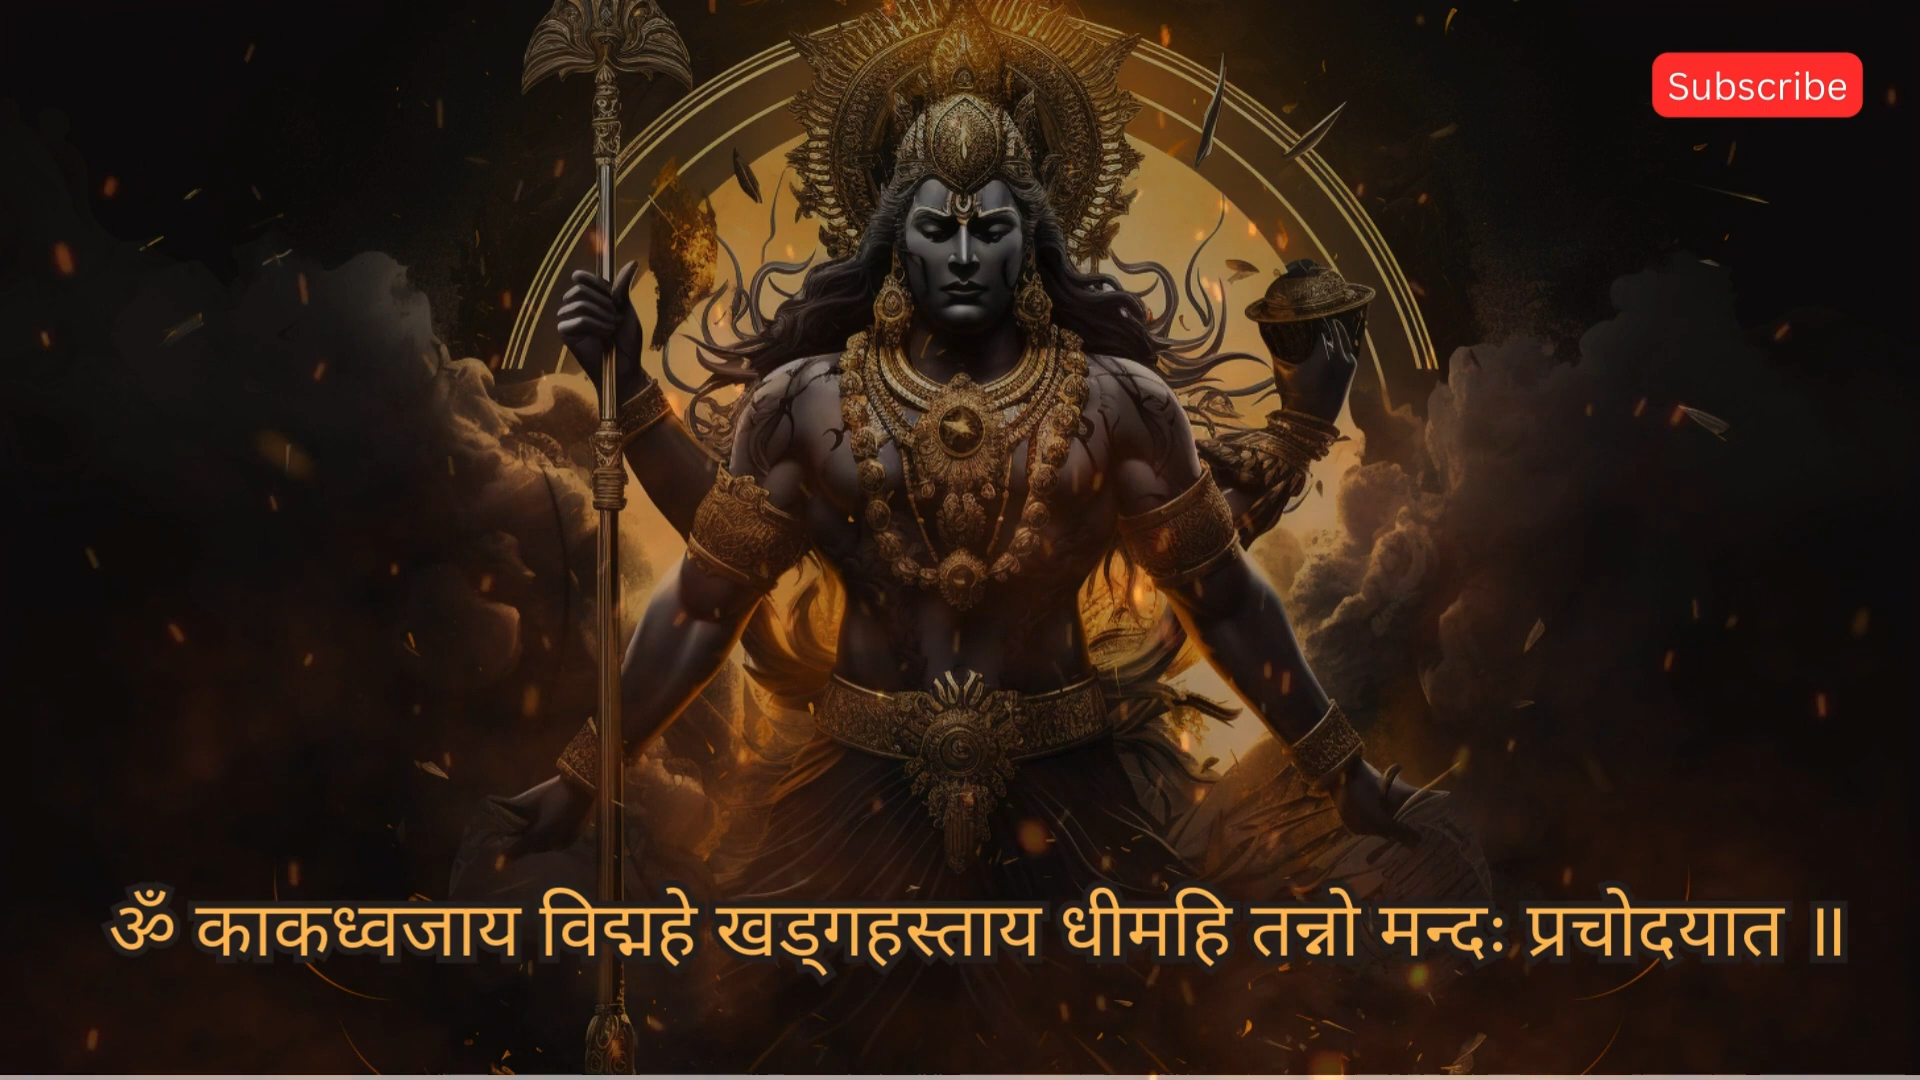 Subscribe
ॐ काकध्वजाय विद्महे खड्गहस्ताय धीमहि तन्नो मन्दः प्रचोदयात ॥